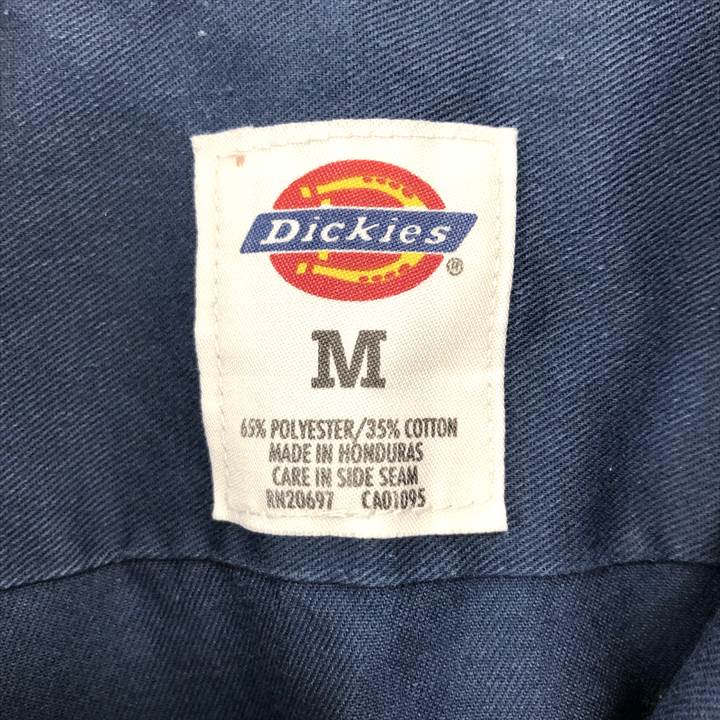 Dickies
®
M
65% POLYESTER/35% COTTON
MADE IN HONDURAS
CARE IN SIDE SEAM
RN20697 CA01095